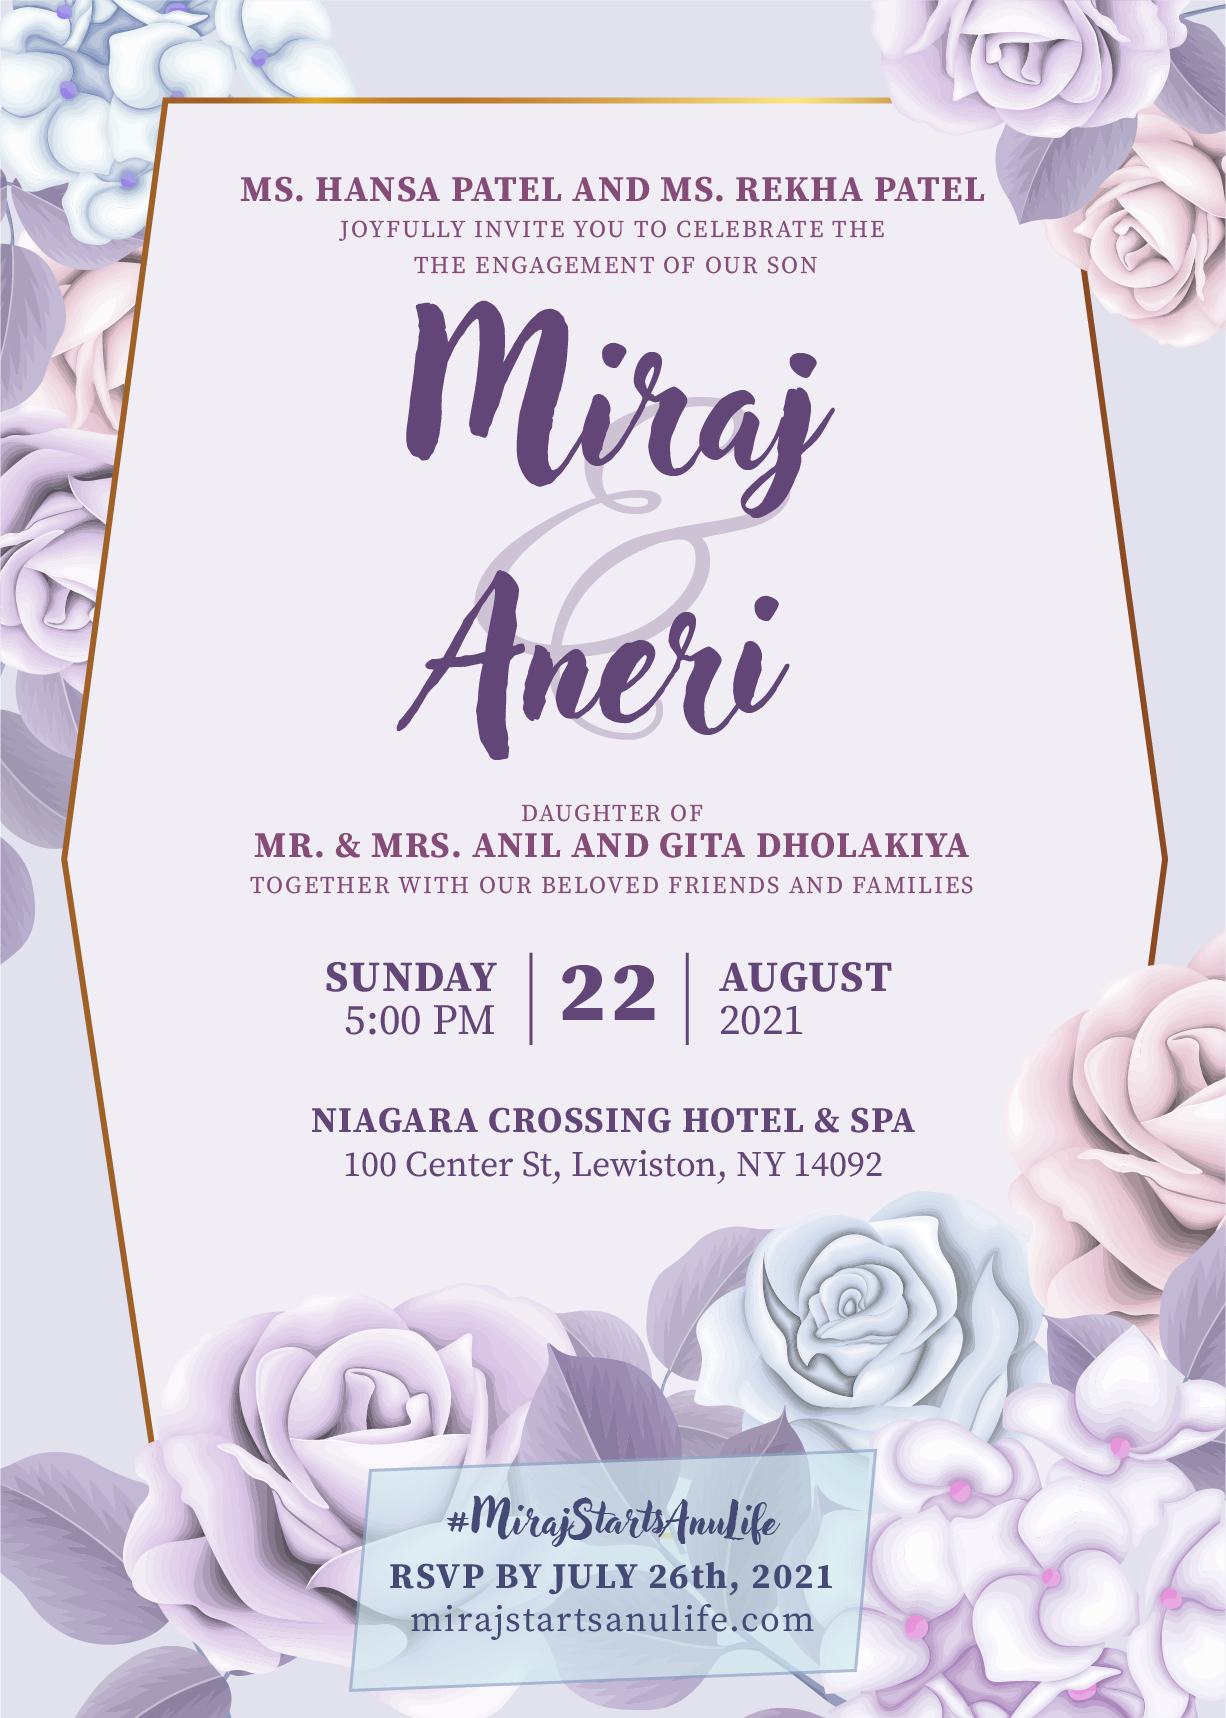 MS. HANSA PATEL AND MS. REKHA PATEL
JOYFULLY INVITE YOU TO CELEBRATE THE
THE ENGAGEMENT OF OUR SON
Miraj
&
Aneri
DAUGHTER OF
MR. & MRS. ANIL AND GITA DHOLAKIYA
TOGETHER WITH OUR BELOVED FRIENDS AND FAMILIES
SUNDAY
5:00 PM
22
AUGUST
2021
NIAGARA CROSSING HOTEL & SPA
100 Center St, Lewiston, NY 14092
#MirajStartsAnuLife
RSVP BY JULY 26th, 2021
mirajstartsanulife.com